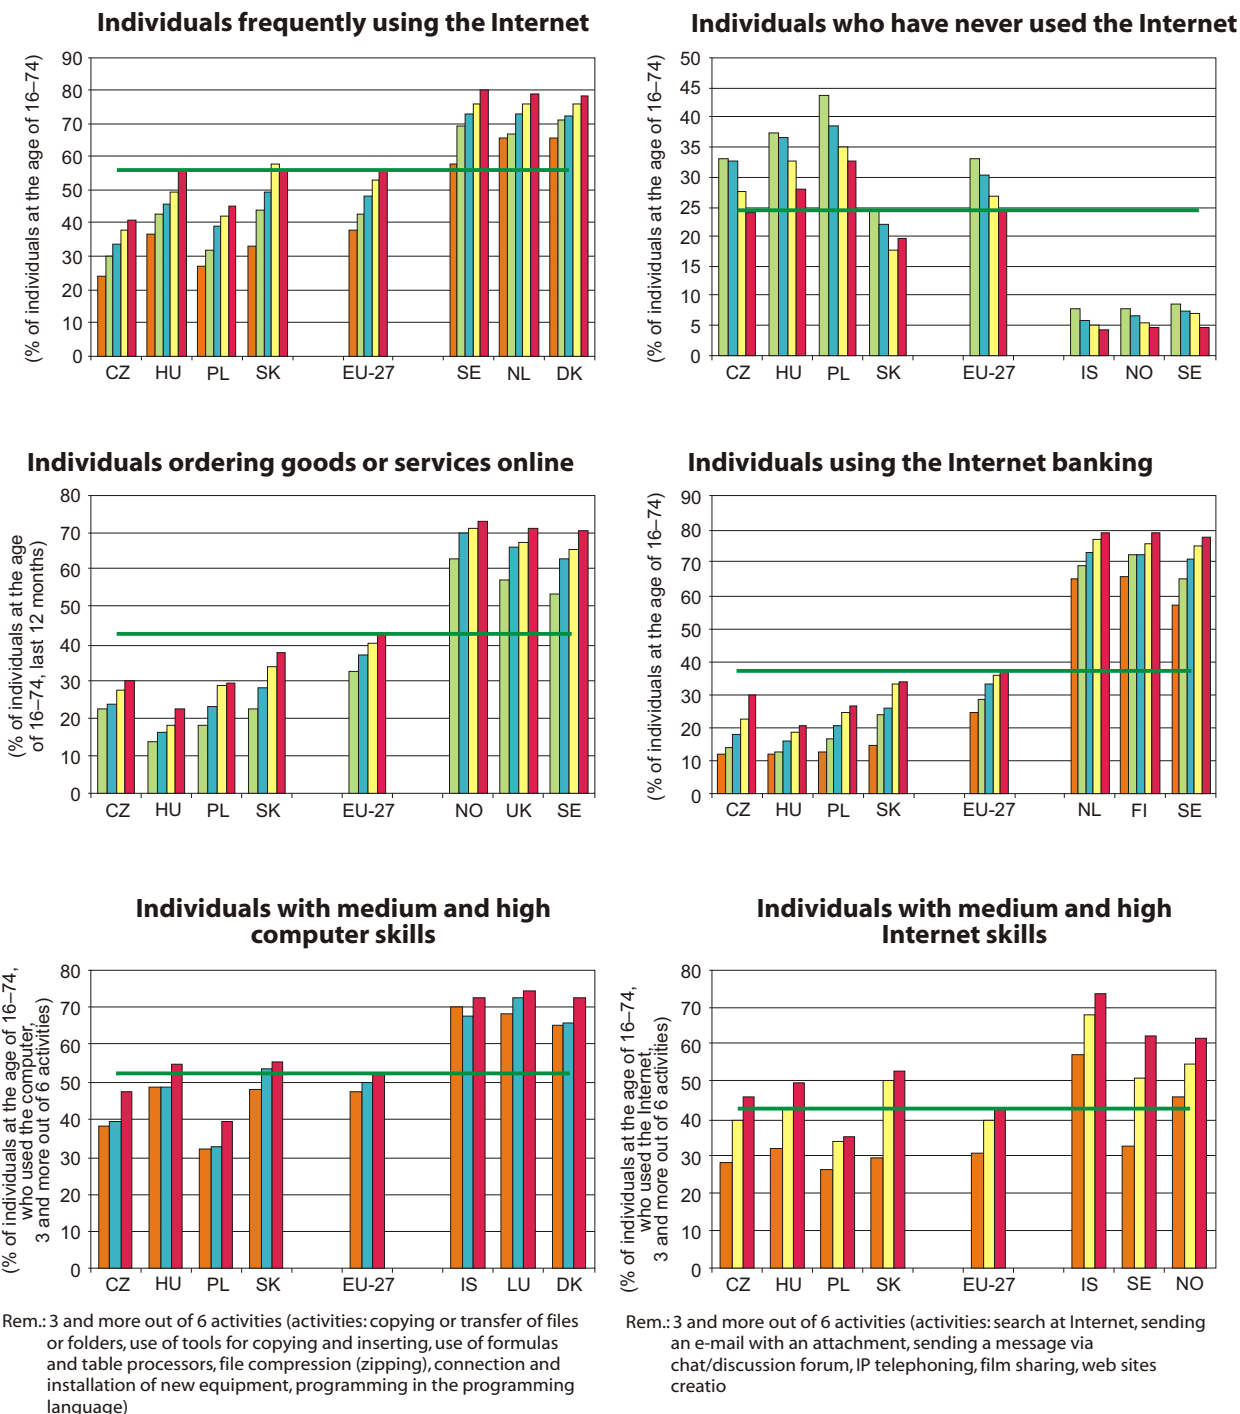 Individuals frequently using the Internet
(% of individuals at the age of 16–74)
90
80
70
60
50
40
30
20
10
0
CZ HU PL SK EU-27 SE NL DK
Individuals who have never used the Internet
(% of individuals at the age of 16–74)
50
45
40
35
30
25
20
15
10
5
0
CZ HU PL SK EU-27 IS NO SE
Individuals ordering goods or services online
(% of individuals at the age
of 16–74, last 12 months)
80
70
60
50
40
30
20
10
0
CZ HU PL SK EU-27 NO UK SE
Individuals using the Internet banking
(% of individuals at the age of 16–74)
90
80
70
60
50
40
30
20
10
0
CZ HU PL SK EU-27 NL FI SE
Individuals with medium and high
computer skills
(% of individuals at the age of 16–74,
who used the computer,
3 and more out of 6 activities)
80
70
60
50
40
30
20
10
0
CZ HU PL SK EU-27 IS LU DK
Rem.: 3 and more out of 6 activities (activities: copying or transfer of files
or folders, use of tools for copying and inserting, use of formulas
and table processors, file compression (zipping), connection and
installation of new equipment, programming in the programming
language)
Individuals with medium and high
Internet skills
(% of individuals at the age of 16–74,
who used the Internet,
3 and more out of 6 activities)
80
70
60
50
40
30
20
10
0
CZ HU PL SK EU-27 IS SE NO
Rem.: 3 and more out of 6 activities (activities: search at Internet, sending
an e-mail with an attachment, sending a message via
chat/discussion forum, IP telephoning, film sharing, web sites
creatio